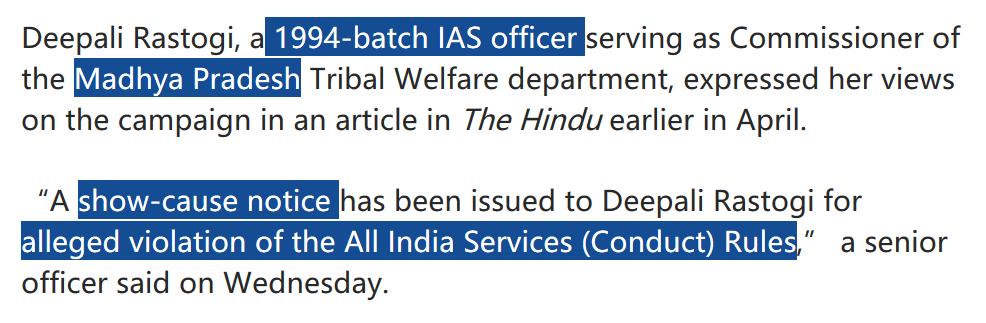 Deepali Rastogi, a 1994-batch IAS officer serving as Commissioner of
the Madhya Pradesh Tribal Welfare department, expressed her views
on the campaign in an article in The Hindu earlier in April.
“A show-cause notice has been issued to Deepali Rastogi for
alleged violation of the All India Services (Conduct) Rules,” a senior
officer said on Wednesday.